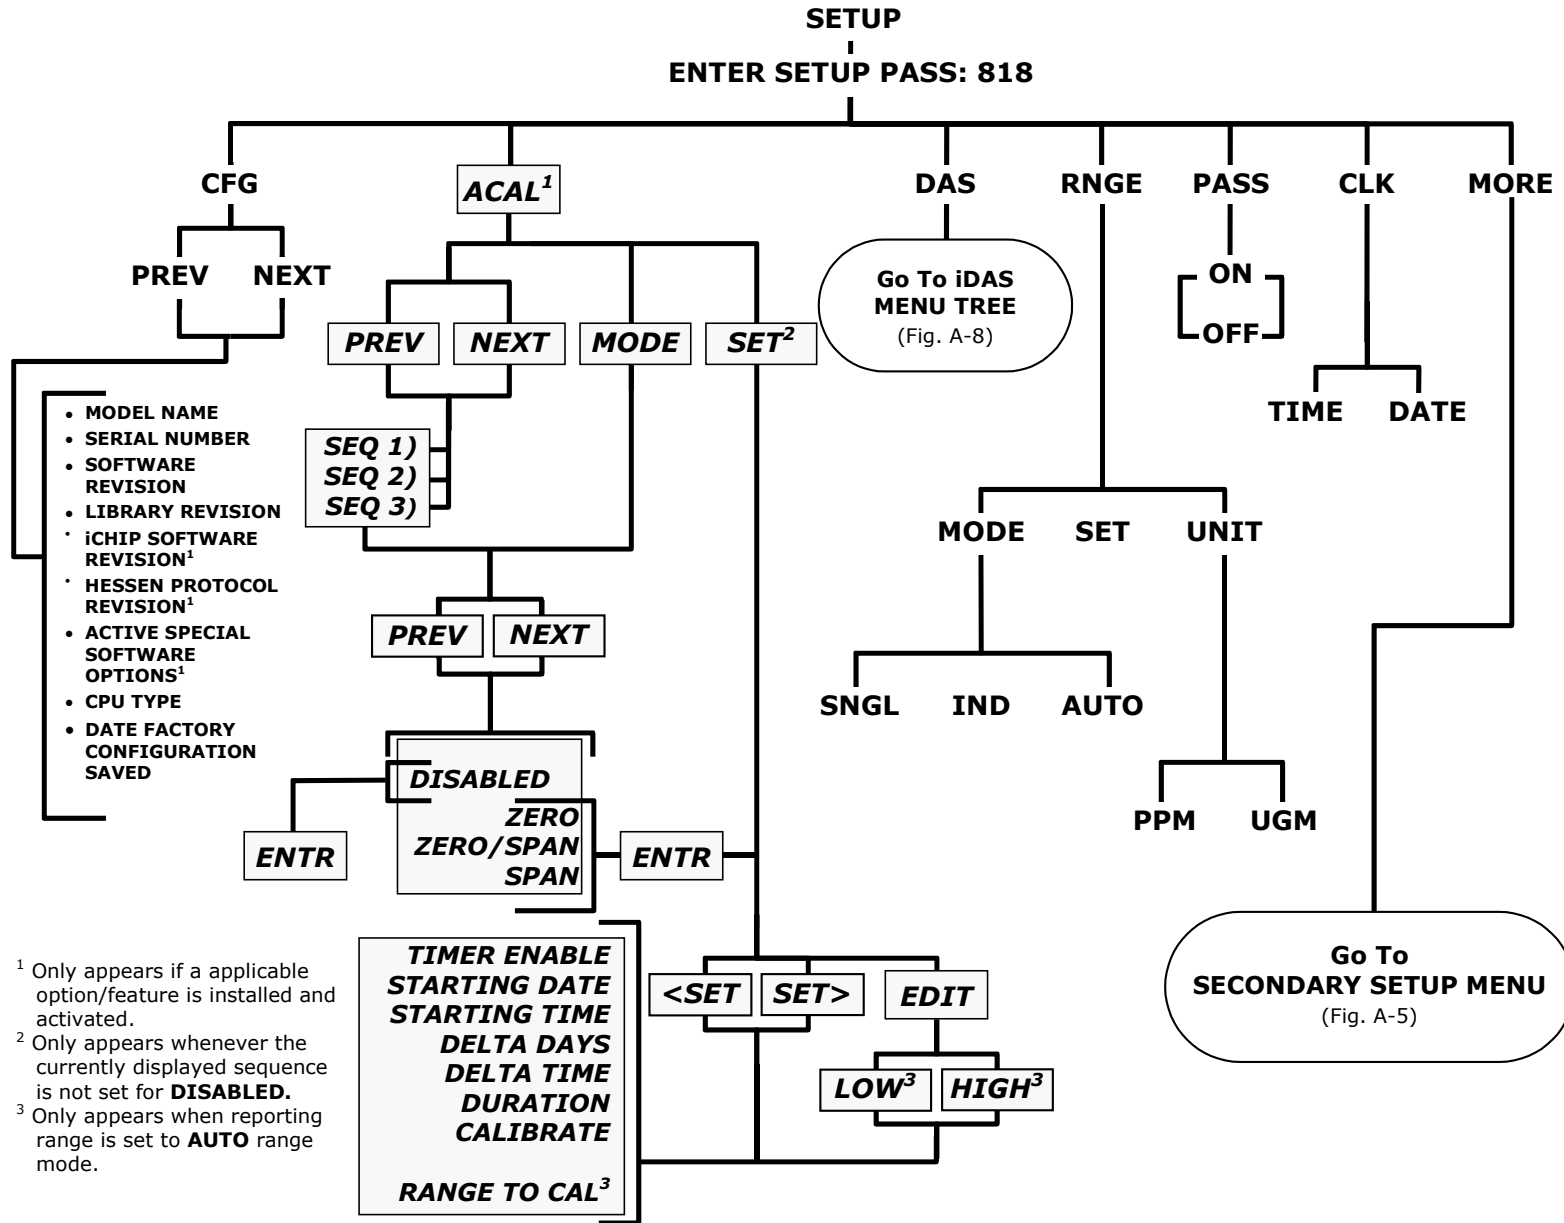 SETUP
ENTER SETUP PASS: 818
CFG
ACAL¹
DAS
RNGE
PASS
CLK
MORE
PREV
NEXT
PREV
NEXT
MODE
SET²
Go To iDAS
MENU TREE
(Fig. A-8)
ON
OFF
TIME
DATE
• MODEL NAME
• SERIAL NUMBER
• SOFTWARE
REVISION
• LIBRARY REVISION
• iCHIP SOFTWARE
REVISION¹
• HESSEN PROTOCOL
REVISION¹
• ACTIVE SPECIAL
SOFTWARE
OPTIONS¹
• CPU TYPE
• DATE FACTORY
CONFIGURATION
SAVED
SEQ 1)
SEQ 2)
SEQ 3)
MODE
SET
UNIT
PREV
NEXT
SNGL
IND
AUTO
PPM
UGM
DISABLED
ZERO
ZERO/SPAN
SPAN
ENTR
ENTR
TIMER ENABLE
STARTING DATE
STARTING TIME
DELTA DAYS
DELTA TIME
DURATION
CALIBRATE
RANGE TO CAL³
<SET
SET>
EDIT
LOW³
HIGH³
Go To
SECONDARY SETUP MENU
(Fig. A-5)
¹ Only appears if a applicable
option/feature is installed and
activated.
² Only appears whenever the
currently displayed sequence
is not set for DISABLED.
³ Only appears when reporting
range is set to AUTO range
mode.